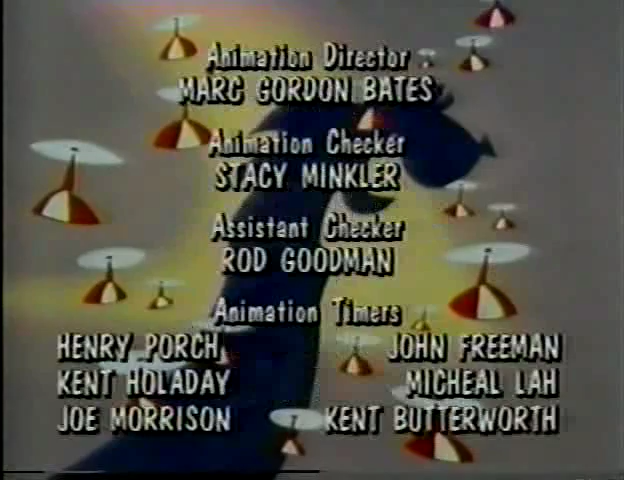 Animation Director
MARC GORDON BATES
Animation Checker
STACY MINKLER
Assistant Checker
ROD GOODMAN
Animation Timers
HENRY PORCH JOHN FREEMAN
KENT HOLADAY MICHEAL LAH
JOE MORRISON KENT BUTTERWORTH